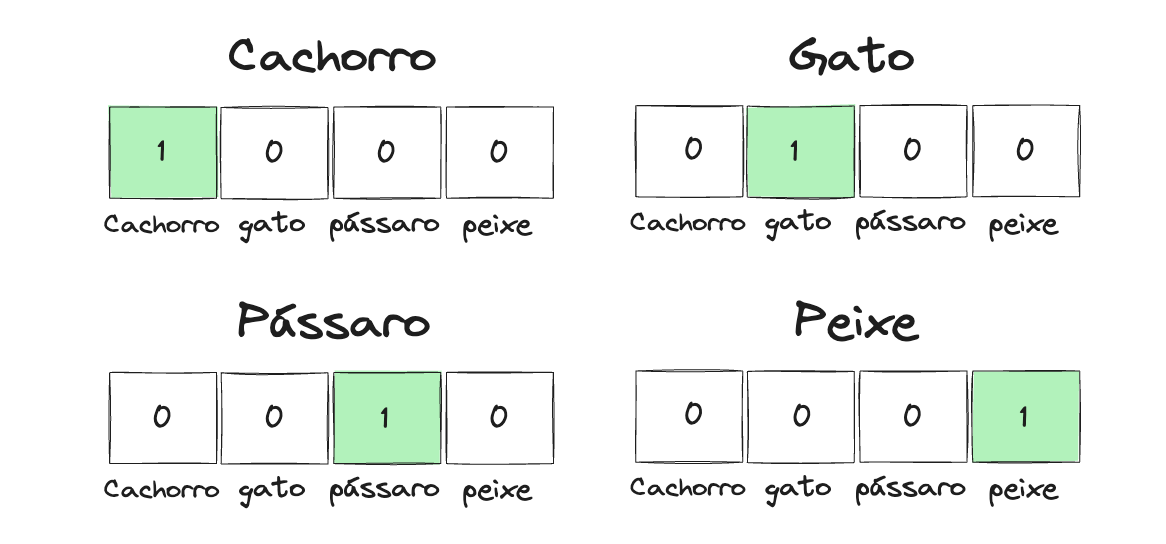 Cachorro
1 0 0 0
Cachorro gato pássaro peixe
Gato
0 1 0 0
Cachorro gato pássaro peixe
Pássaro
0 0 1 0
Cachorro gato pássaro peixe
Peixe
0 0 0 1
Cachorro gato pássaro peixe